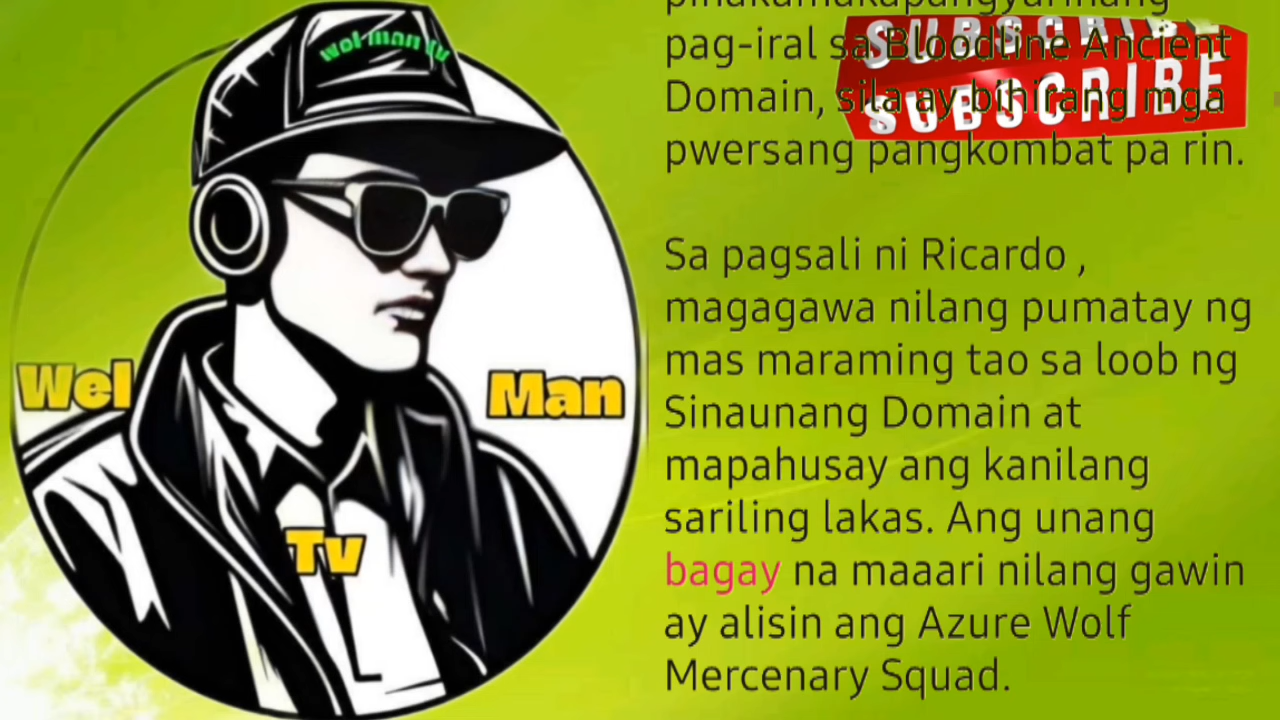 wel man tv
Wel
Man
Tv
pinakamakapangyarihang
pag-iral sa Bloodline Ancient
Domain, sila ay bihirang mga
pwersang pangkombat pa rin.
Sa pagsali ni Ricardo ,
magagawa nilang pumatay ng
mas maraming tao sa loob ng
Sinaunang Domain at
mapahusay ang kanilang
sariling lakas. Ang unang
bagay na maaari nilang gawin
ay alisin ang Azure Wolf
Mercenary Squad.
SUBSCRIBE
SUBSCRIBE